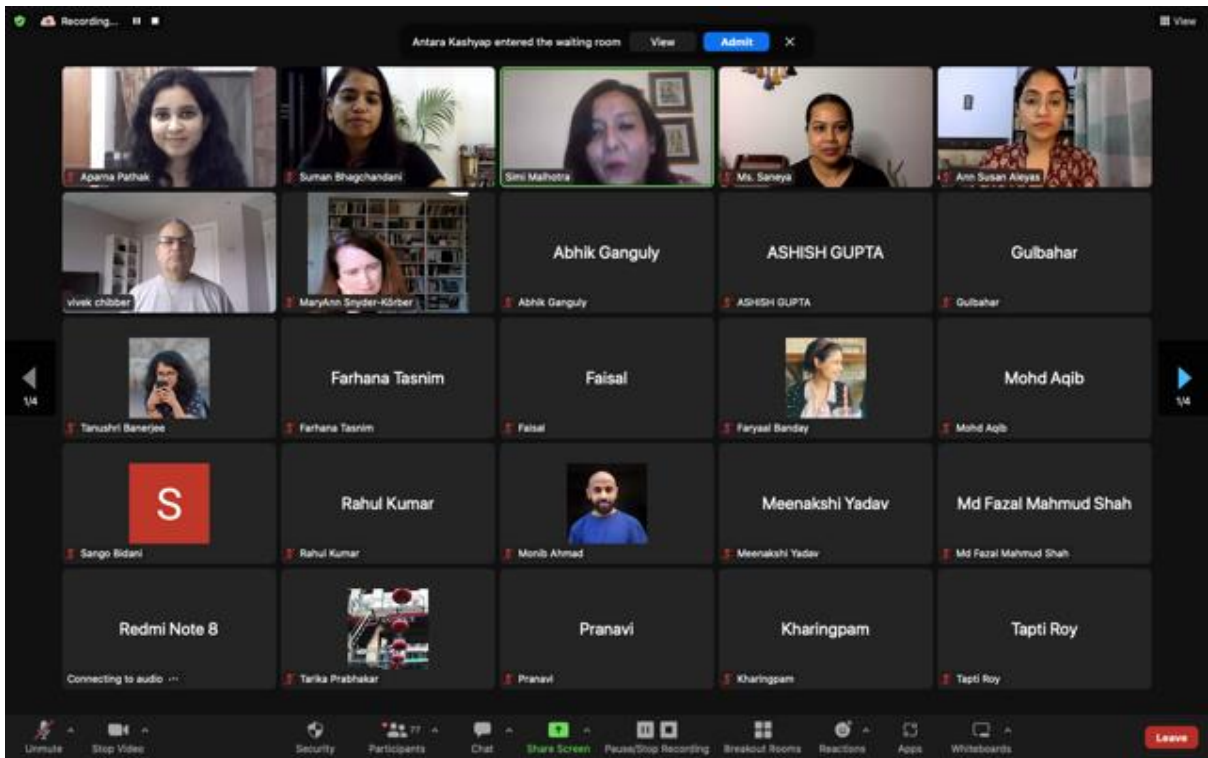 Recording...
View
Antara Kashyap entered the waiting room View Admit
Aparna Pathak
Suman Bhagchandani
Simi Malhotra
Ms. Saneya
Ann Susan Aleyas
vivek chibber
MaryAnn Snyder-Körber
Abhik Ganguly
Abhik Ganguly
ASHISH GUPTA
ASHISH GUPTA
Gulbahar
Gulbahar
1/4
1/4
Tanushri Banerjee
Farhana Tasnim
Farhana Tasnim
Faisal
Faisal
Faryaal Banday
Mohd Aqib
Mohd Aqib
S
Sango Bidani
Rahul Kumar
Rahul Kumar
Monib Ahmad
Meenakshi Yadav
Meenakshi Yadav
Md Fazal Mahmud Shah
Md Fazal Mahmud Shah
Redmi Note 8
Connecting to audio ...
Tarika Prabhakar
Pranavi
Pranavi
Kharingpam
Kharingpam
Tapti Roy
Tapti Roy
77
Unmute Stop Video Security Participants Chat Share Screen Pause/Stop Recording Breakout Rooms Reactions Apps Whiteboards Leave